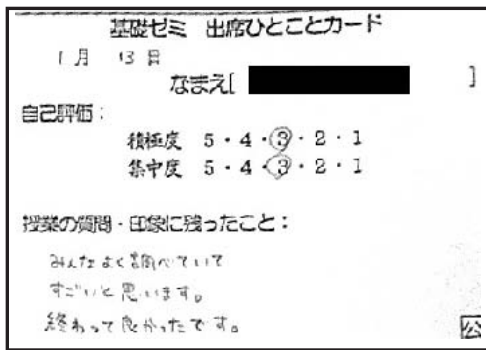 基礎ゼミ 出席ひとことカード
1月 13日
なまえ[ ]
自己評価：
積極度 5・4・3・2・1
集中度 5・4・3・2・1
授業の質問・印象に残ったこと：
みんなよく調べていて
すごいと思います。
終わって良かったです。
公